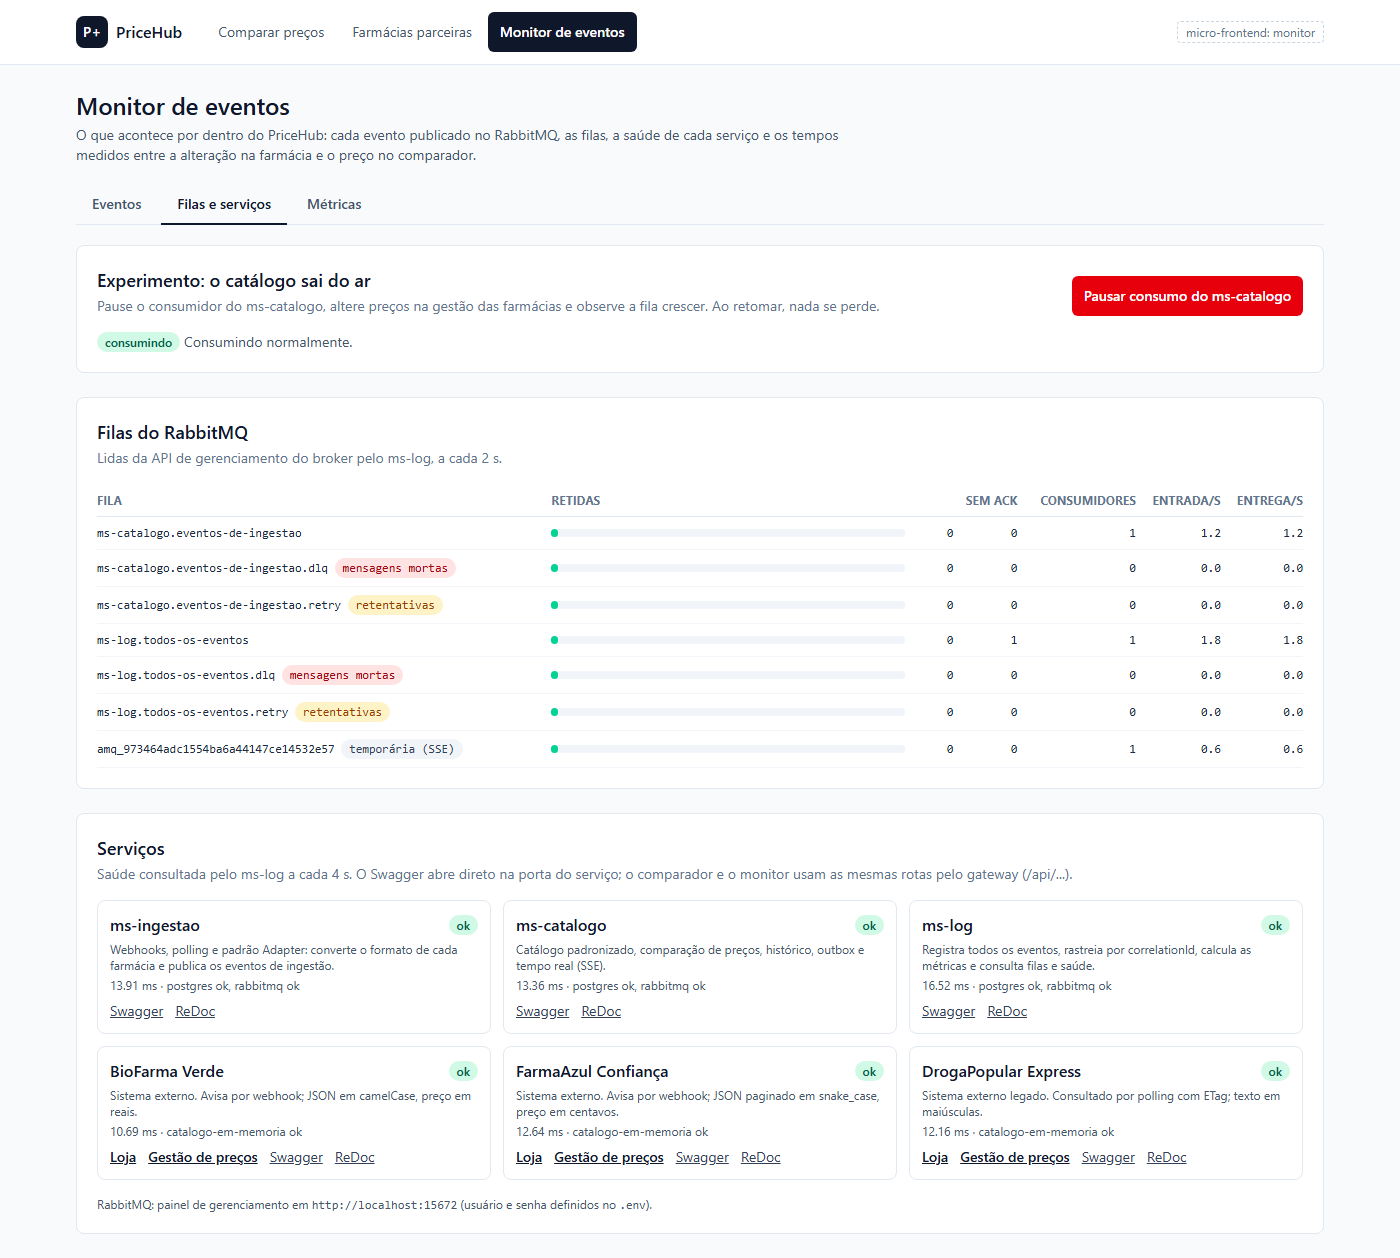 P+ PriceHub Comparar preços Farmácias parceiras Monitor de eventos micro-frontend: monitor
Monitor de eventos
O que acontece por dentro do PriceHub: cada evento publicado no RabbitMQ, as filas, a saúde de cada serviço e os tempos
medidos entre a alteração na farmácia e o preço no comparador.
Eventos Filas e serviços Métricas
Experimento: o catálogo sai do ar
Pause o consumidor do ms-catalogo, altere preços na gestão das farmácias e observe a fila crescer. Ao retomar, nada se perde.
Pausar consumo do ms-catalogo
consumindo Consumindo normalmente.
Filas do RabbitMQ
Lidas da API de gerenciamento do broker pelo ms-log, a cada 2 s.
FILA RETIDAS SEM ACK CONSUMIDORES ENTRADA/S ENTREGA/S
ms-catalogo.eventos-de-ingestao 0 0 1 1.2 1.2
ms-catalogo.eventos-de-ingestao.dlq mensagens mortas 0 0 0 0.0 0.0
ms-catalogo.eventos-de-ingestao.retry retentativas 0 0 0 0.0 0.0
ms-log.todos-os-eventos 0 1 1 1.8 1.8
ms-log.todos-os-eventos.dlq mensagens mortas 0 0 0 0.0 0.0
ms-log.todos-os-eventos.retry retentativas 0 0 0 0.0 0.0
amq_973464adc1554ba6a44147ce14532e57 temporária (SSE) 0 0 1 0.6 0.6
Serviços
Saúde consultada pelo ms-log a cada 4 s. O Swagger abre direto na porta do serviço; o comparador e o monitor usam as mesmas rotas pelo gateway (/api/...).
ms-ingestao ok
Webhooks, polling e padrão Adapter: converte o formato de cada
farmácia e publica os eventos de ingestão.
13.91 ms · postgres ok, rabbitmq ok
Swagger ReDoc
ms-catalogo ok
Catálogo padronizado, comparação de preços, histórico, outbox e
tempo real (SSE).
13.36 ms · postgres ok, rabbitmq ok
Swagger ReDoc
ms-log ok
Registra todos os eventos, rastreia por correlationId, calcula as
métricas e consulta filas e saúde.
16.52 ms · postgres ok, rabbitmq ok
Swagger ReDoc
BioFarma Verde ok
Sistema externo. Avisa por webhook; JSON em camelCase, preço em
reais.
10.69 ms · catalogo-em-memoria ok
Loja Gestão de preços Swagger ReDoc
FarmaAzul Confiança ok
Sistema externo. Avisa por webhook; JSON paginado em snake_case,
preço em centavos.
12.64 ms · catalogo-em-memoria ok
Loja Gestão de preços Swagger ReDoc
DrogaPopular Express ok
Sistema externo legado. Consultado por polling com ETag; texto em
maiúsculas.
12.16 ms · catalogo-em-memoria ok
Loja Gestão de preços Swagger ReDoc
RabbitMQ: painel de gerenciamento em http://localhost:15672 (usuário e senha definidos no .env).